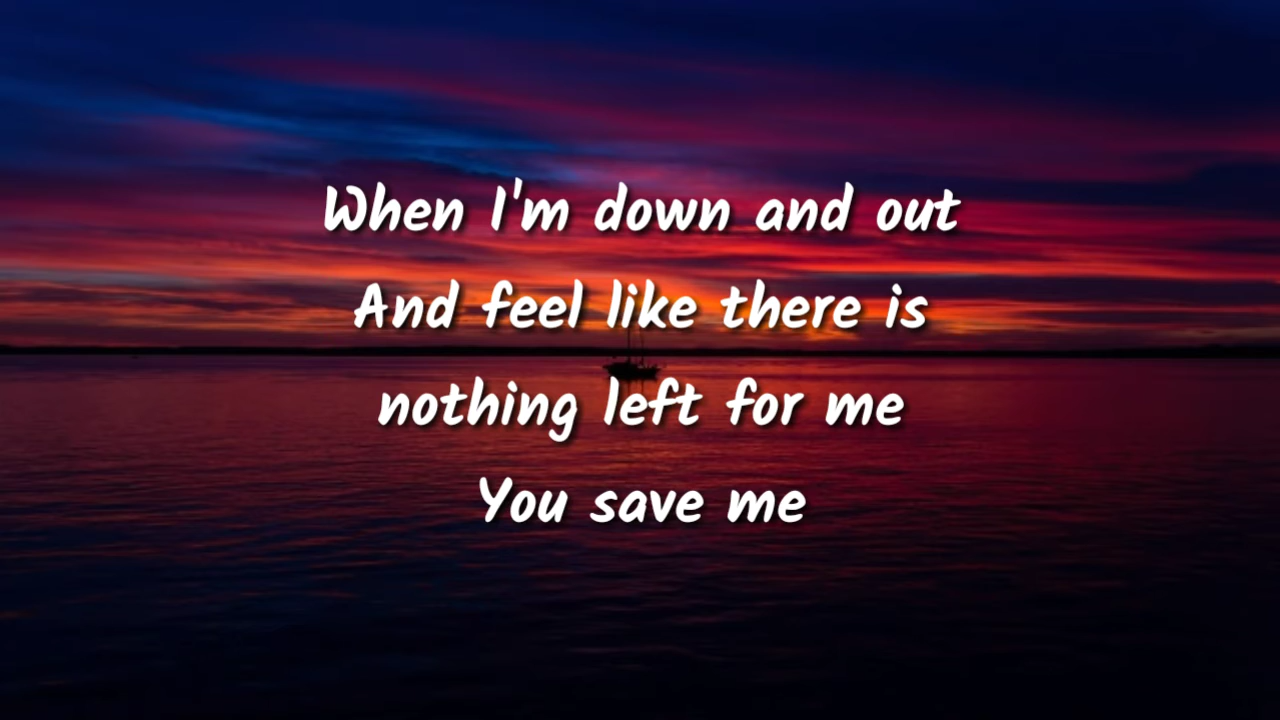 When I'm down and out
And feel like there is
nothing left for me
You save me